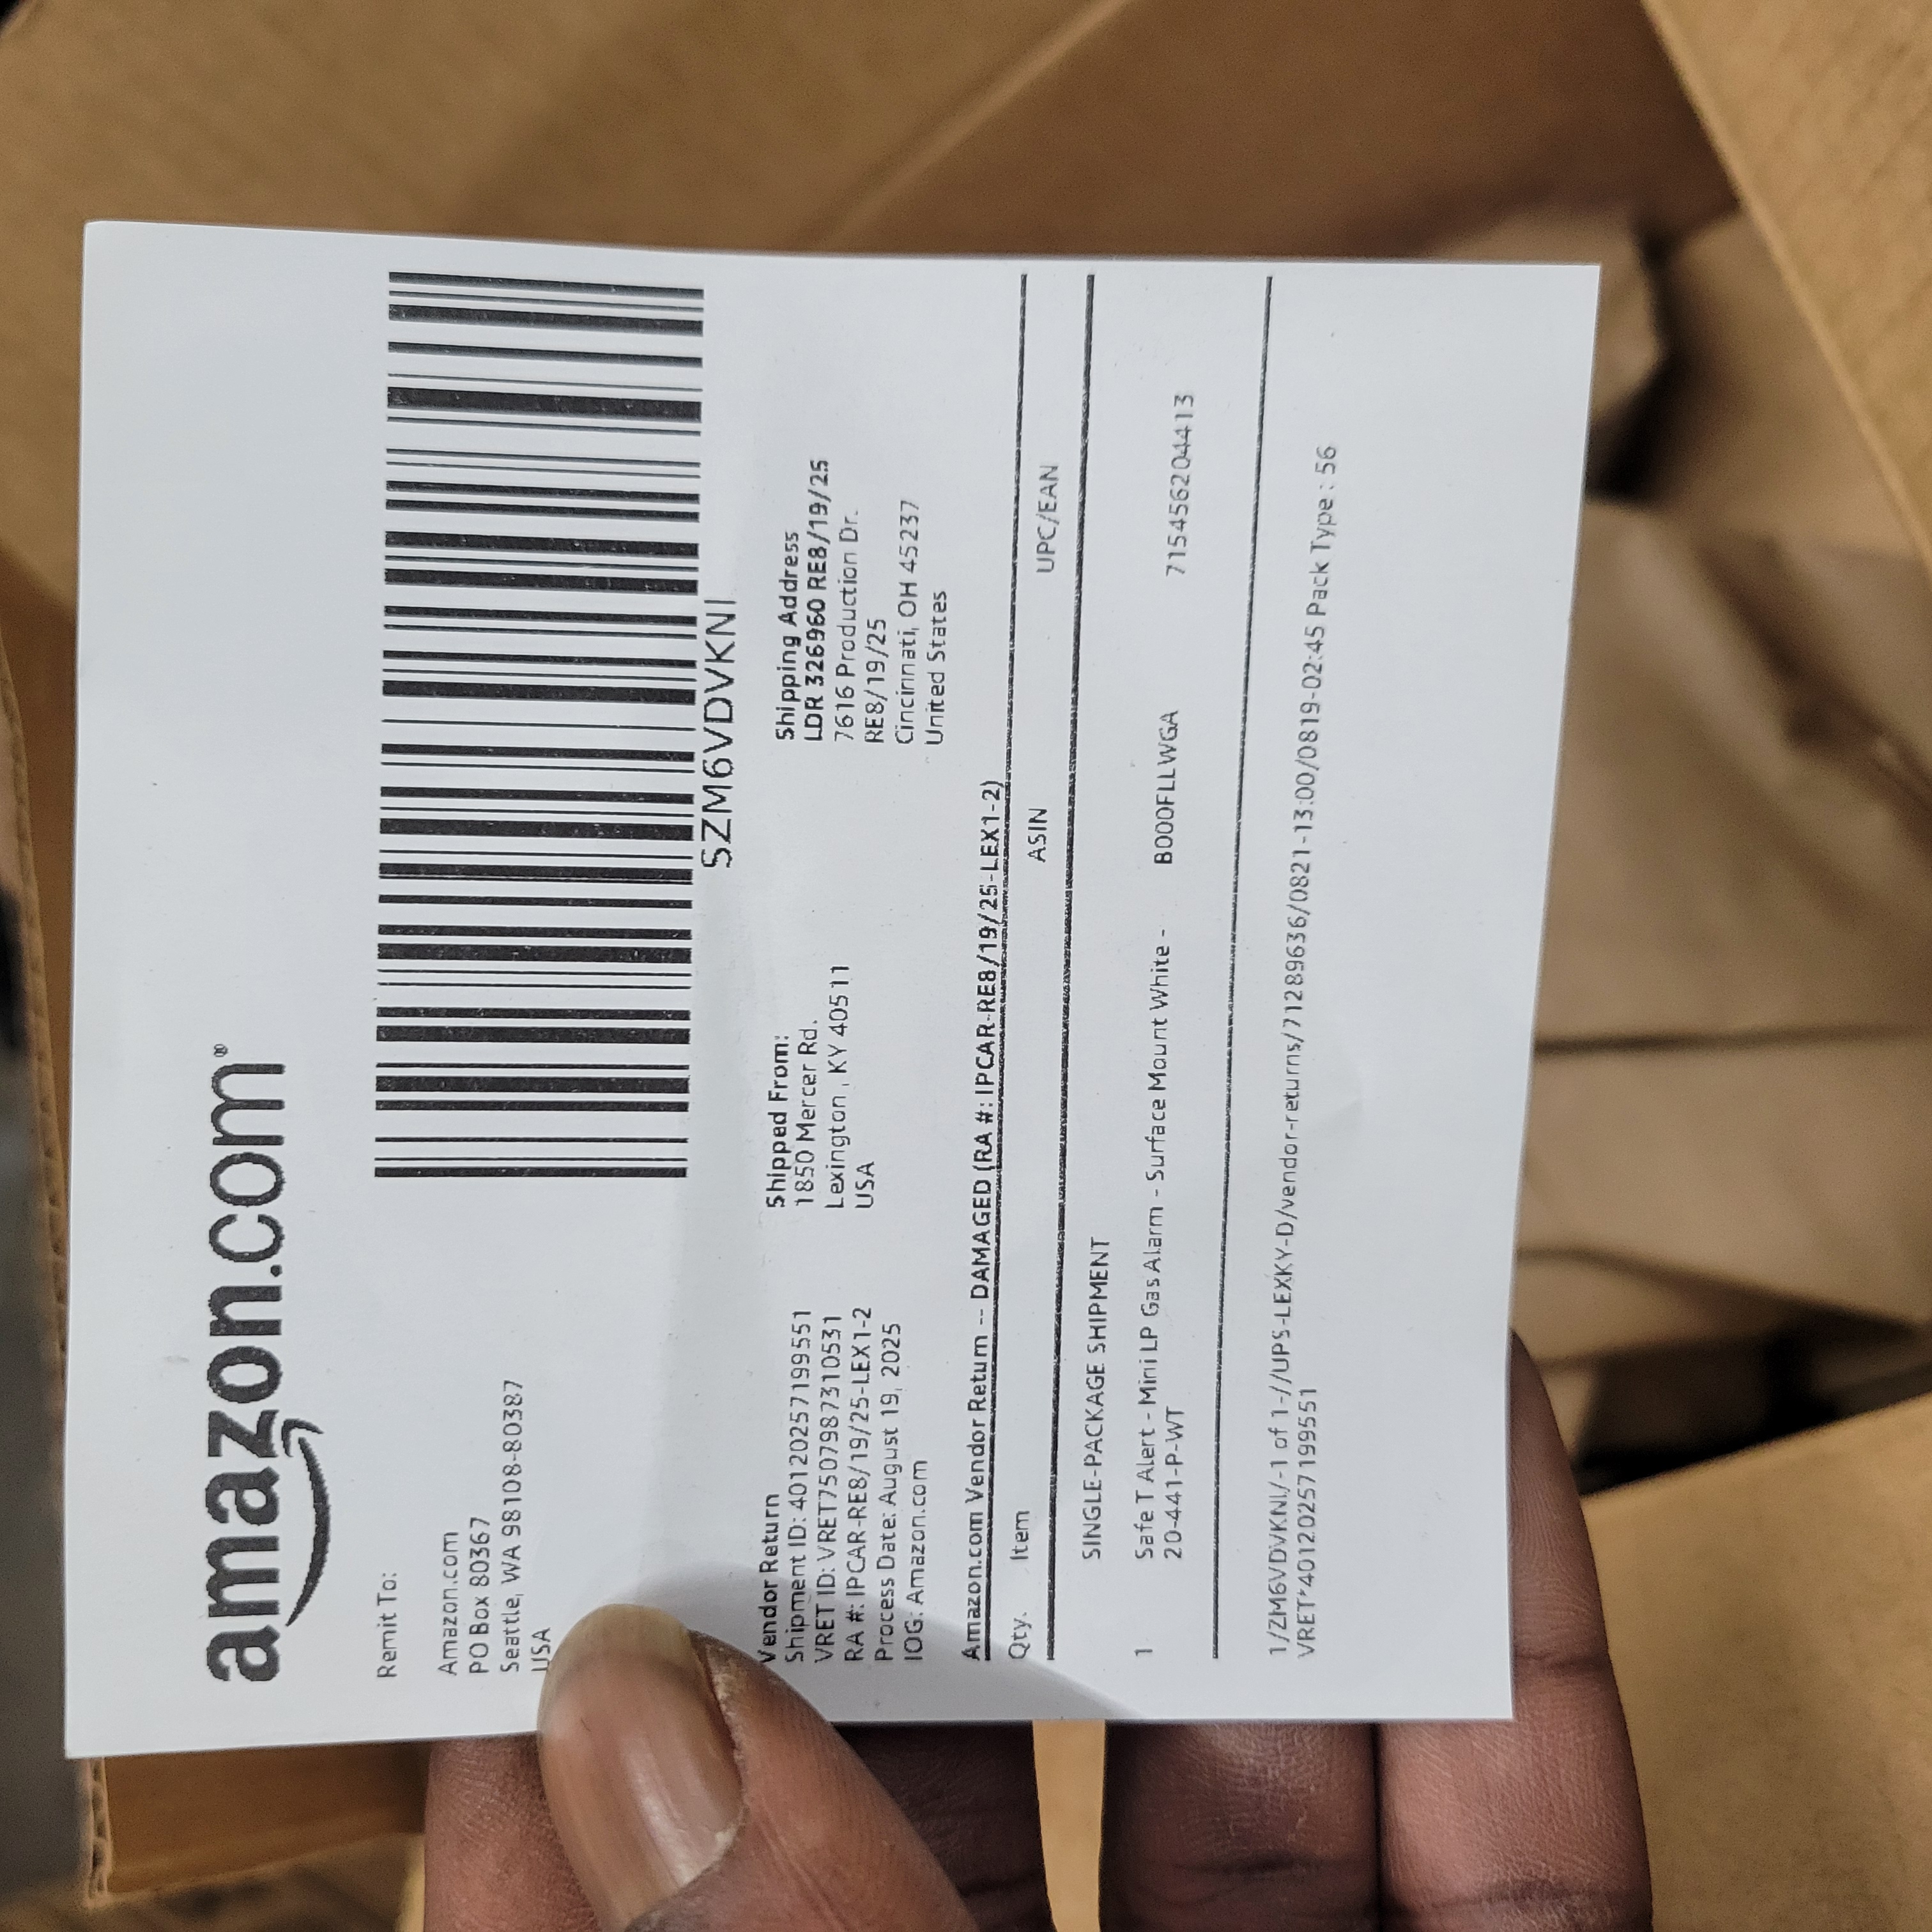 amazon.com®
Remit To:
Amazon.com
PO Box 80367
Seattle, WA 98108-80387
USA
SZM6VDVKNI
Vendor Return
Shipment ID: 4012025719 9551
VRET ID: VRET750798731 0531
RA #: IPCAR-RE8/19/25-LEX1-2
Process Date: August 19, 2025
IOG: Amazon.com
Shipped From:
1850 Mercer Rd.
Lexington , KY 40511
USA
Shipping Address
LDR 326960 RE8/19/25
7616 Production Dr.
RE8/19/25
Cincinnati, OH 45237
United States
Amazon.com Vendor Return -- DAMAGED (RA #: IPCAR-RE8/19/25-LEX1-2)
Qty. Item ASIN UPC/EAN
SINGLE-PACKAGE SHIPMENT
1 Safe T Alert - Mini LP Gas Alarm - Surface Mount White - B000FLLWGA 715456204413
20-441-P-WT
1/ZM6VDVKNI/-1 of 1-//UPS-LEXKY-D/vendor-returns/71289636/0821-13:00/0819-02:45 Pack Type : 56
VRET*40120257199551